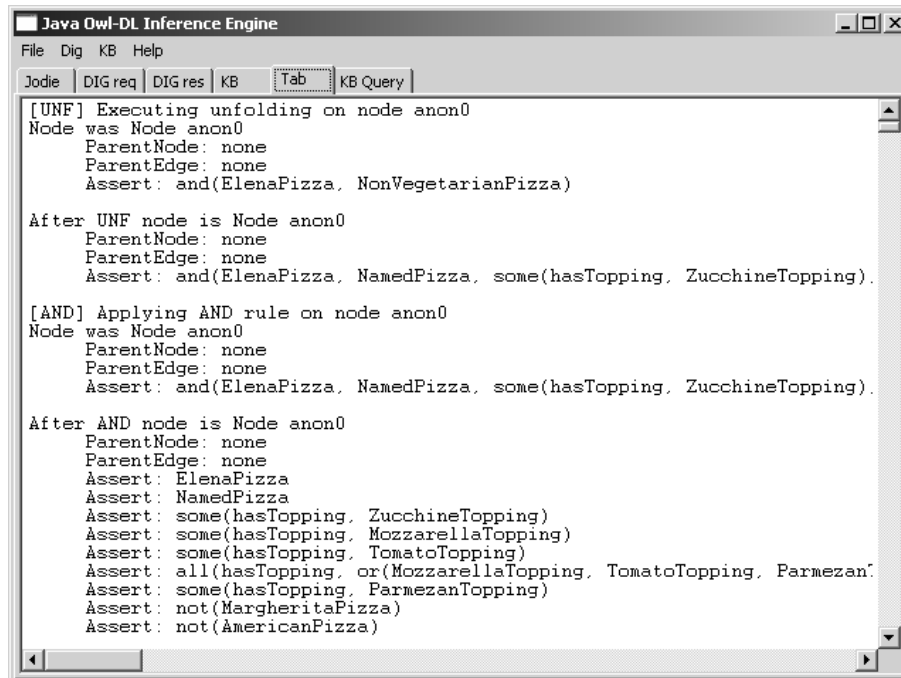 Java Owl-DL Inference Engine
File Dig KB Help
Jodie DIG req DIG res KB Tab KB Query
[UNF] Executing unfolding on node anon0
Node was Node anon0
ParentNode: none
ParentEdge: none
Assert: and(ElenaPizza, NonVegetarianPizza)
After UNF node is Node anon0
ParentNode: none
ParentEdge: none
Assert: and(ElenaPizza, NamedPizza, some(hasTopping, ZucchineTopping),
[AND] Applying AND rule on node anon0
Node was Node anon0
ParentNode: none
ParentEdge: none
Assert: and(ElenaPizza, NamedPizza, some(hasTopping, ZucchineTopping),
After AND node is Node anon0
ParentNode: none
ParentEdge: none
Assert: ElenaPizza
Assert: NamedPizza
Assert: some(hasTopping, ZucchineTopping)
Assert: some(hasTopping, MozzarellaTopping)
Assert: some(hasTopping, TomatoTopping)
Assert: all(hasTopping, or(MozzarellaTopping, TomatoTopping, Parmezan
Assert: some(hasTopping, ParmezanTopping)
Assert: not(MargheritaPizza)
Assert: not(AmericanPizza)